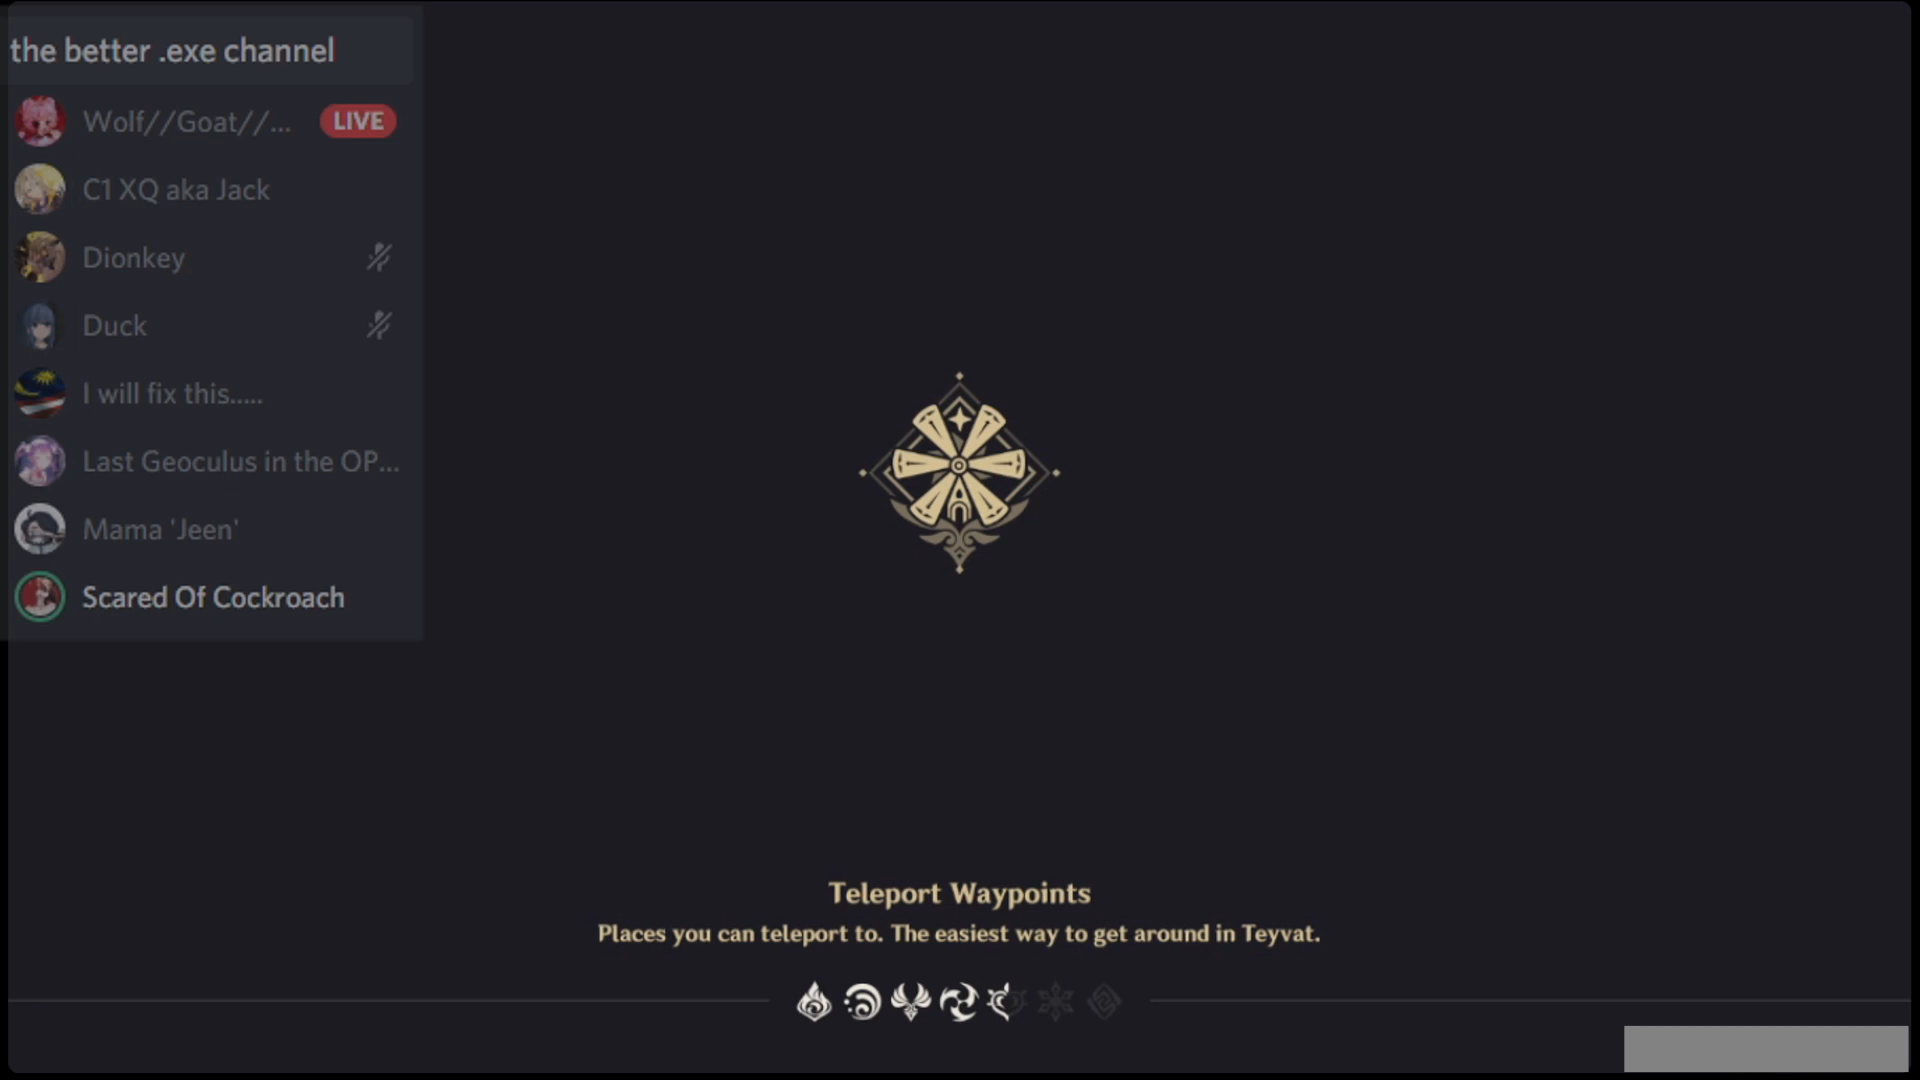 the better .exe channel
Wolf//Goat//...
LIVE
C1 XQ aka Jack
Dionkey
Duck
I will fix this.....
Last Geoculus in the OP...
Mama 'Jeen'
Scared Of Cockroach
Teleport Waypoints
Places you can teleport to. The easiest way to get around in Teyvat.